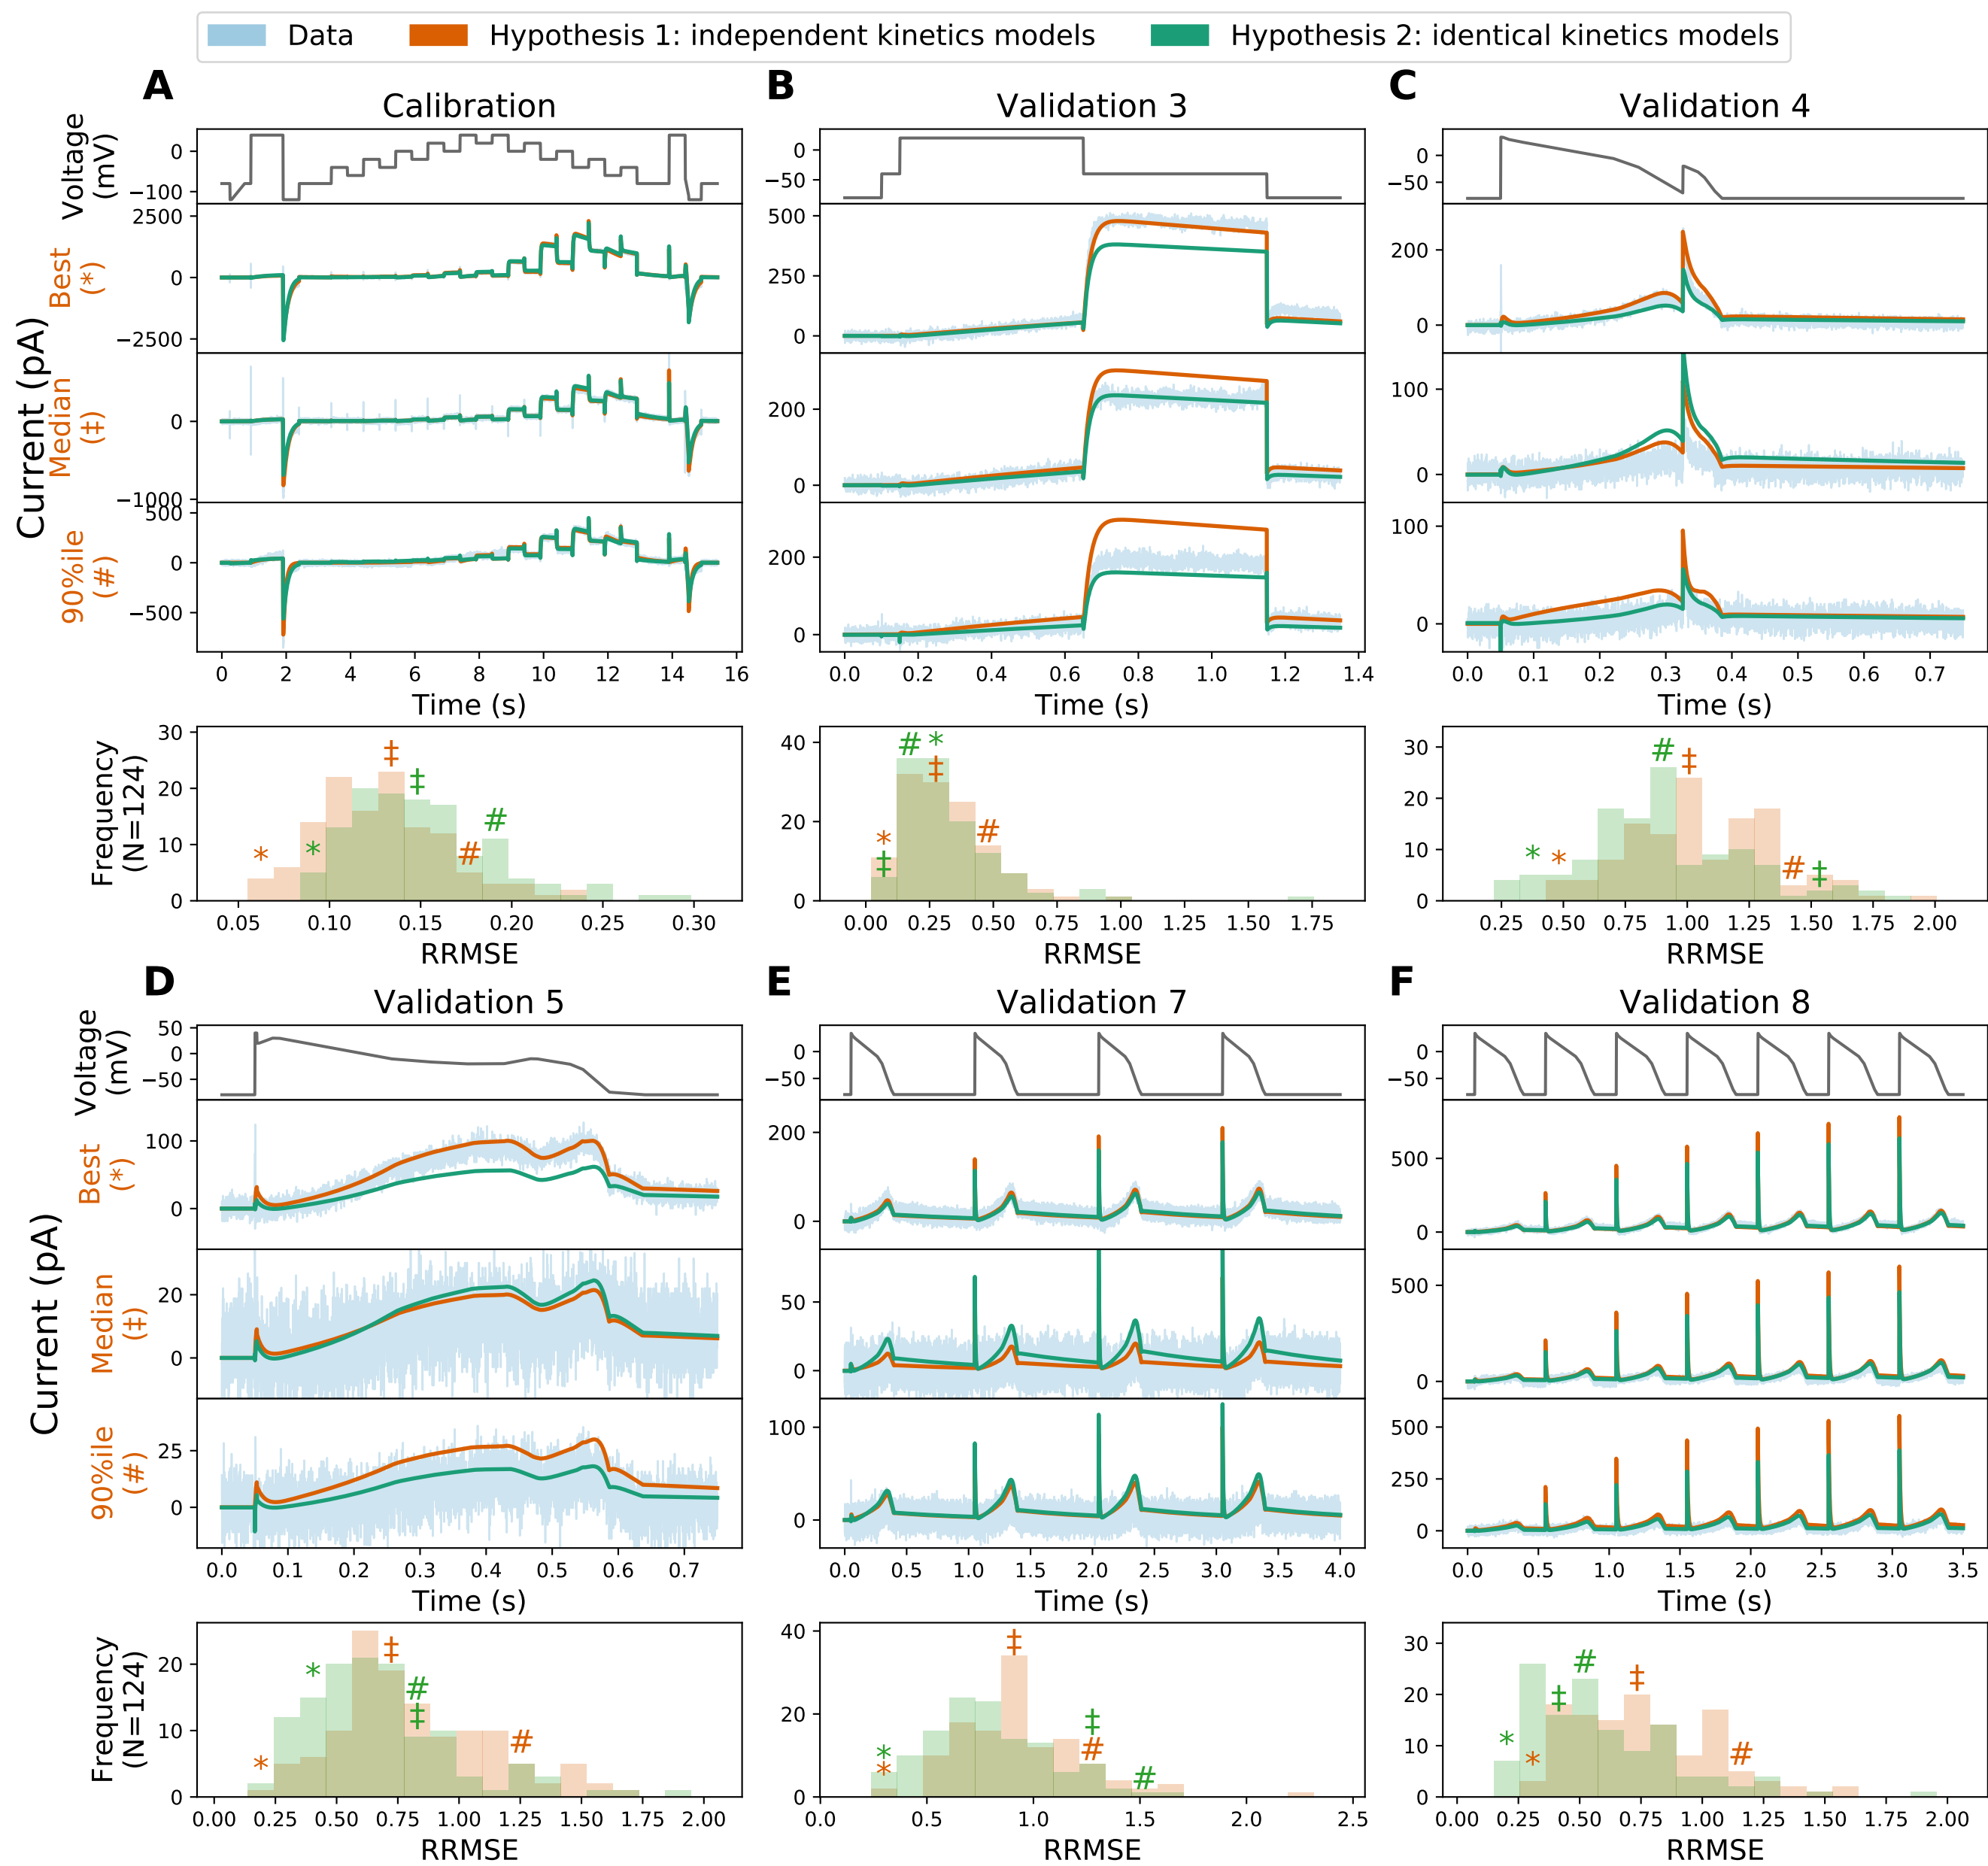 Data Hypothesis 1: independent kinetics models Hypothesis 2: identical kinetics models
A B C
Calibration Validation 3 Validation 4
Voltage
(mV)
0
−100
0
−50
0
−50
Current (pA)
Best
(*)
2500
0
−2500
500
250
0
200
0
Median
(‡)
0
−1000
200
0
100
0
90%ile
(#)
500
0
−500
200
0
100
0
0 2 4 6 8 10 12 14 16
0.0 0.2 0.4 0.6 0.8 1.0 1.2 1.4
0.0 0.1 0.2 0.3 0.4 0.5 0.6 0.7
Time (s) Time (s) Time (s)
Frequency
(N=124)
30
20
10
0
* * ‡ ‡ # #
40
20
0
# * ‡ * ‡ #
30
20
10
0
* * # ‡ # ‡
0.05 0.10 0.15 0.20 0.25 0.30
0.00 0.25 0.50 0.75 1.00 1.25 1.50 1.75
0.25 0.50 0.75 1.00 1.25 1.50 1.75 2.00
RRMSE RRMSE RRMSE
D E F
Validation 5 Validation 7 Validation 8
Voltage
(mV)
50
0
−50
0
−50
0
−50
Current (pA)
Best
(*)
100
0
200
0
500
0
Median
(‡)
20
0
50
0
500
0
90%ile
(#)
25
0
100
0
500
250
0
0.0 0.1 0.2 0.3 0.4 0.5 0.6 0.7
0.0 0.5 1.0 1.5 2.0 2.5 3.0 3.5 4.0
0.0 0.5 1.0 1.5 2.0 2.5 3.0 3.5
Time (s) Time (s) Time (s)
Frequency
(N=124)
20
10
0
* * ‡ # ‡ #
40
20
0
* * ‡ ‡ # #
30
20
10
0
* * ‡ # ‡ #
0.00 0.25 0.50 0.75 1.00 1.25 1.50 1.75 2.00
0.0 0.5 1.0 1.5 2.0 2.5
0.00 0.25 0.50 0.75 1.00 1.25 1.50 1.75 2.00
RRMSE RRMSE RRMSE